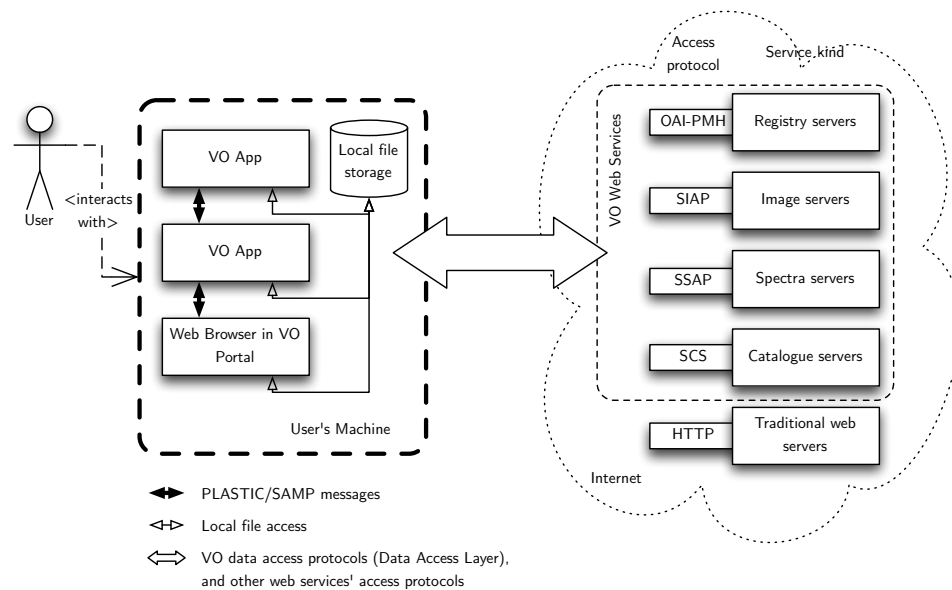 Access
protocol
Service kind
VO Web Services
OAI-PMH
Registry servers
VO App
Local file
storage
User
<interacts
with>
SIAP
Image servers
VO App
SSAP
Spectra servers
Web Browser in VO
Portal
SCS
Catalogue servers
User's Machine
HTTP
Traditional web
servers
Internet
PLASTIC/SAMP messages
Local file access
VO data access protocols (Data Access Layer),
and other web services' access protocols